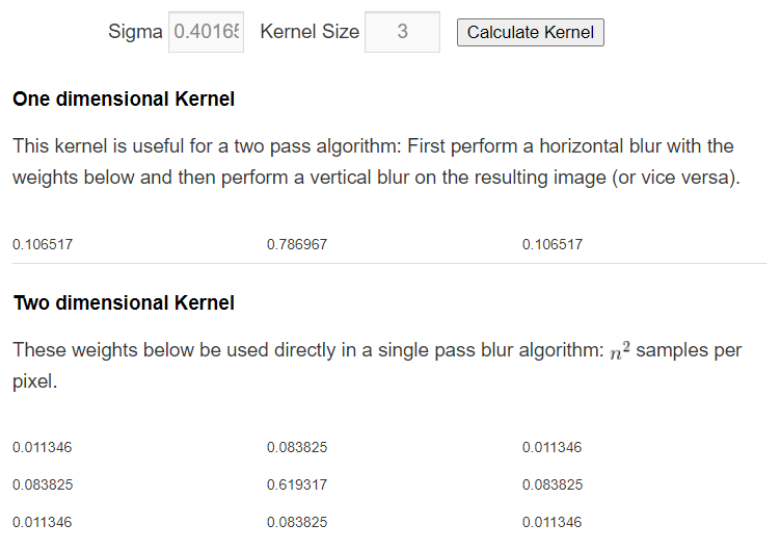 Sigma 0.40165 Kernel Size 3 Calculate Kernel
One dimensional Kernel
This kernel is useful for a two pass algorithm: First perform a horizontal blur with the
weights below and then perform a vertical blur on the resulting image (or vice versa).
0.106517 0.786967 0.106517
Two dimensional Kernel
These weights below be used directly in a single pass blur algorithm: n² samples per
pixel.
0.011346 0.083825 0.011346
0.083825 0.619317 0.083825
0.011346 0.083825 0.011346